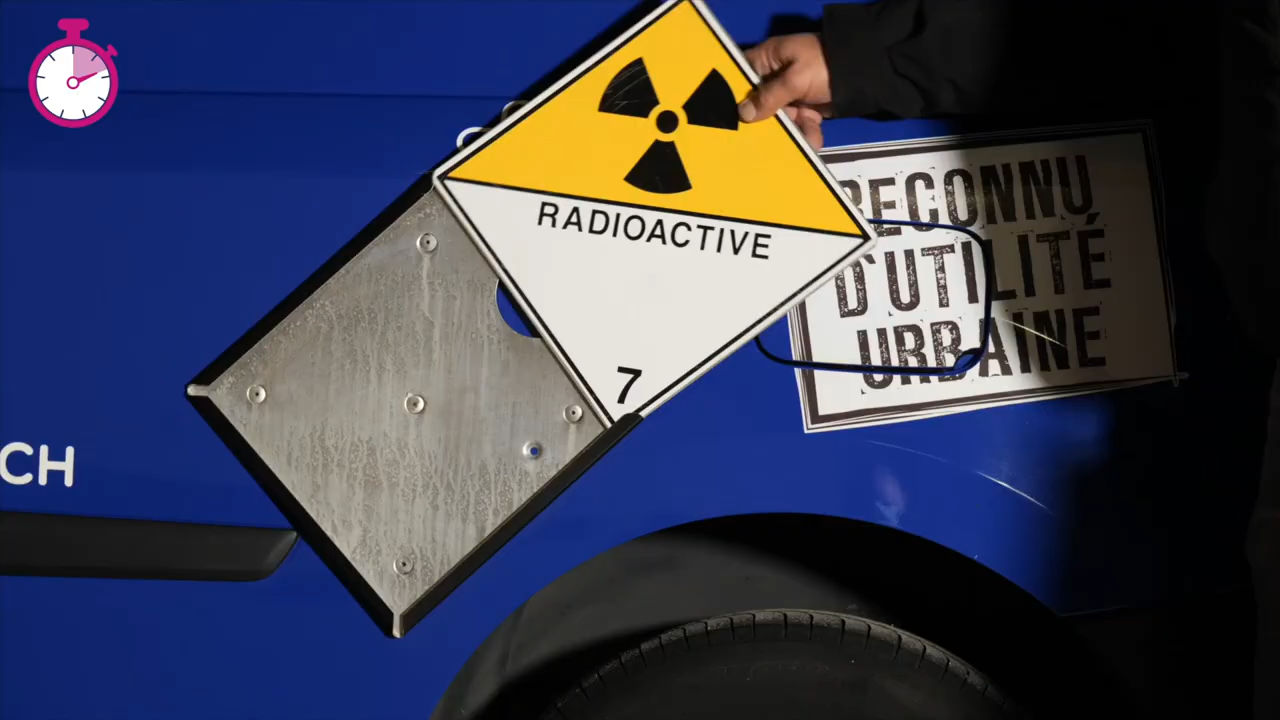 RADIOACTIVE
7
RECONNU
D'UTILITÉ
URBAINE
CH